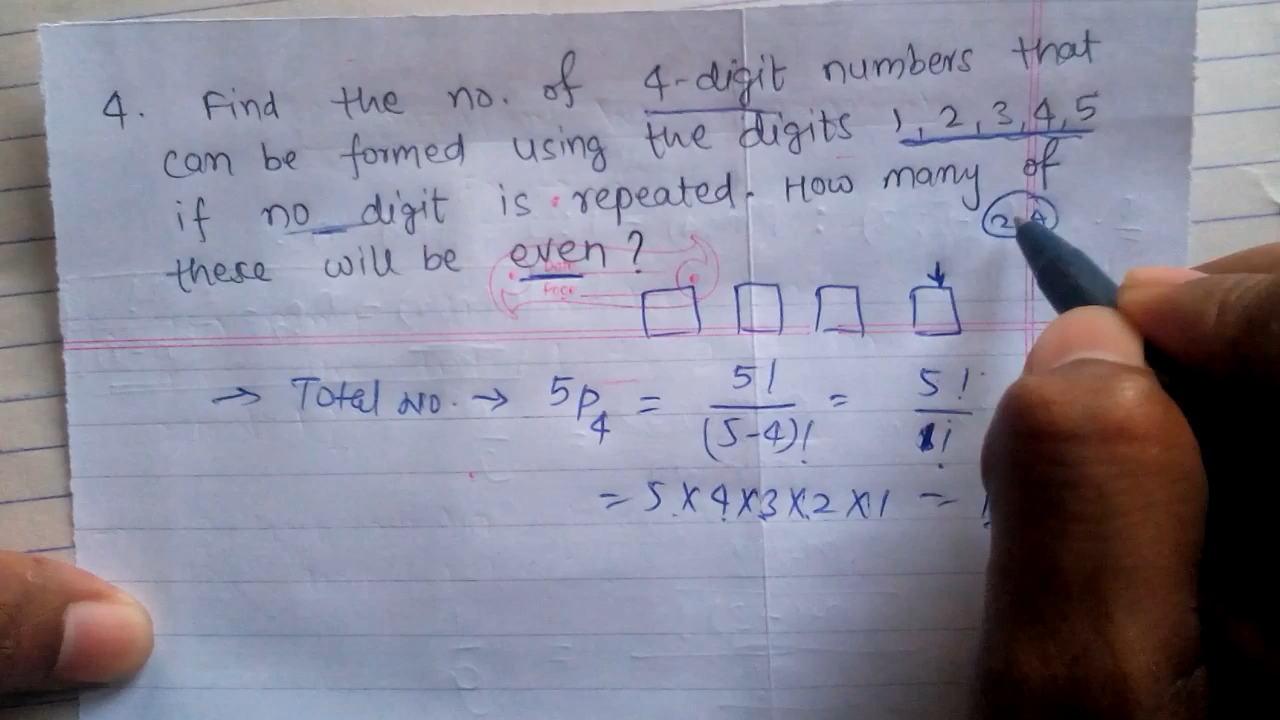 4. Find the no. of 4-digit numbers that
can be formed using the digits 1, 2, 3, 4, 5
if no digit is repeated. How many of
these will be even?
2, 4
→ Total No. → 5P4 = 5!/(5-4)! = 5!/1!
= 5 x 4 x 3 x 2 x 1 =